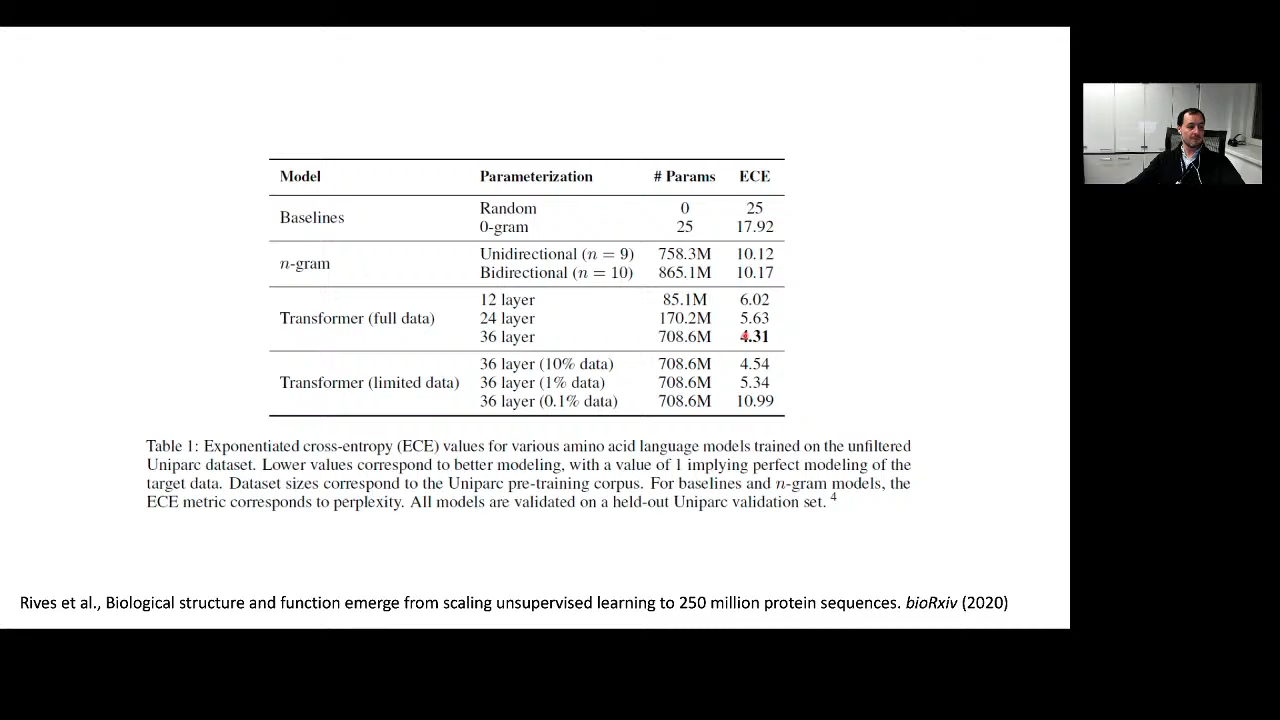 Model Parameterization # Params ECE
Baselines
Random 0 25
0-gram 25 17.92
n-gram
Unidirectional (n = 9) 758.3M 10.12
Bidirectional (n = 10) 865.1M 10.17
Transformer (full data)
12 layer 85.1M 6.02
24 layer 170.2M 5.63
36 layer 708.6M 4.31
Transformer (limited data)
36 layer (10% data) 708.6M 4.54
36 layer (1% data) 708.6M 5.34
36 layer (0.1% data) 708.6M 10.99
Table 1: Exponentiated cross-entropy (ECE) values for various amino acid language models trained on the unfiltered
Uniparc dataset. Lower values correspond to better modeling, with a value of 1 implying perfect modeling of the
target data. Dataset sizes correspond to the Uniparc pre-training corpus. For baselines and n-gram models, the
ECE metric corresponds to perplexity. All models are validated on a held-out Uniparc validation set. 4
Rives et al., Biological structure and function emerge from scaling unsupervised learning to 250 million protein sequences. bioRxiv (2020)